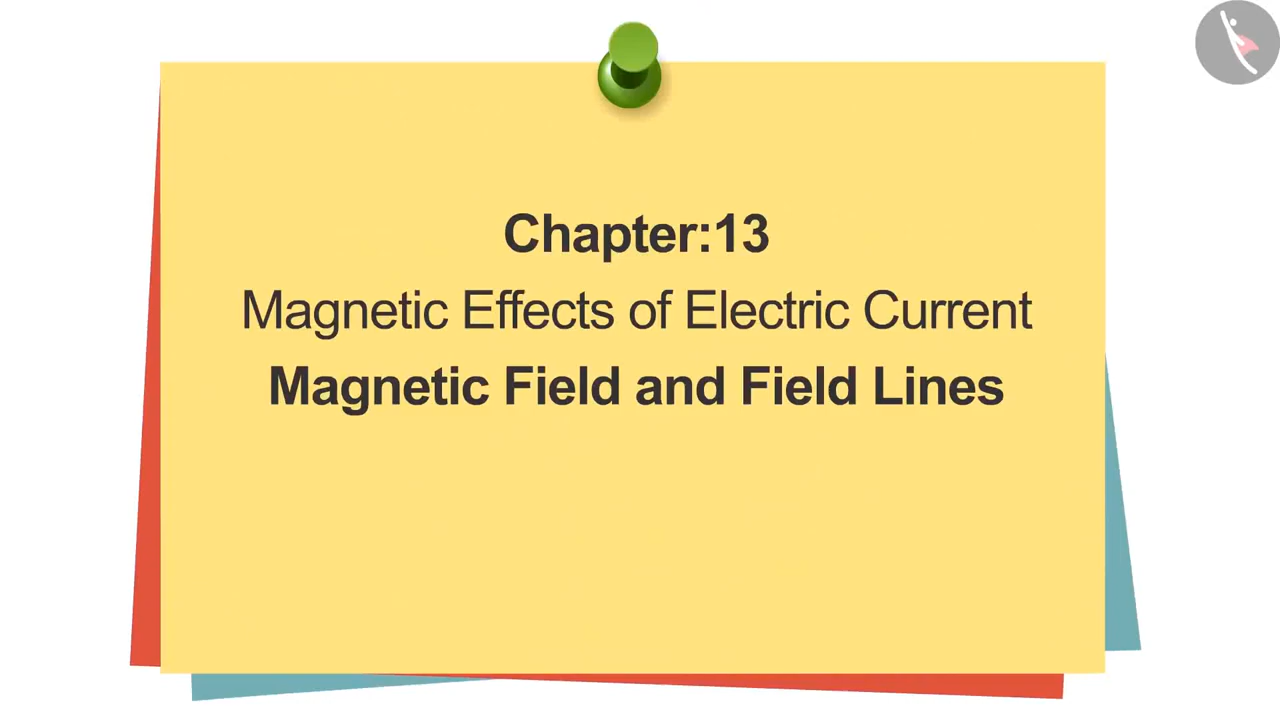 Chapter:13
Magnetic Effects of Electric Current
Magnetic Field and Field Lines